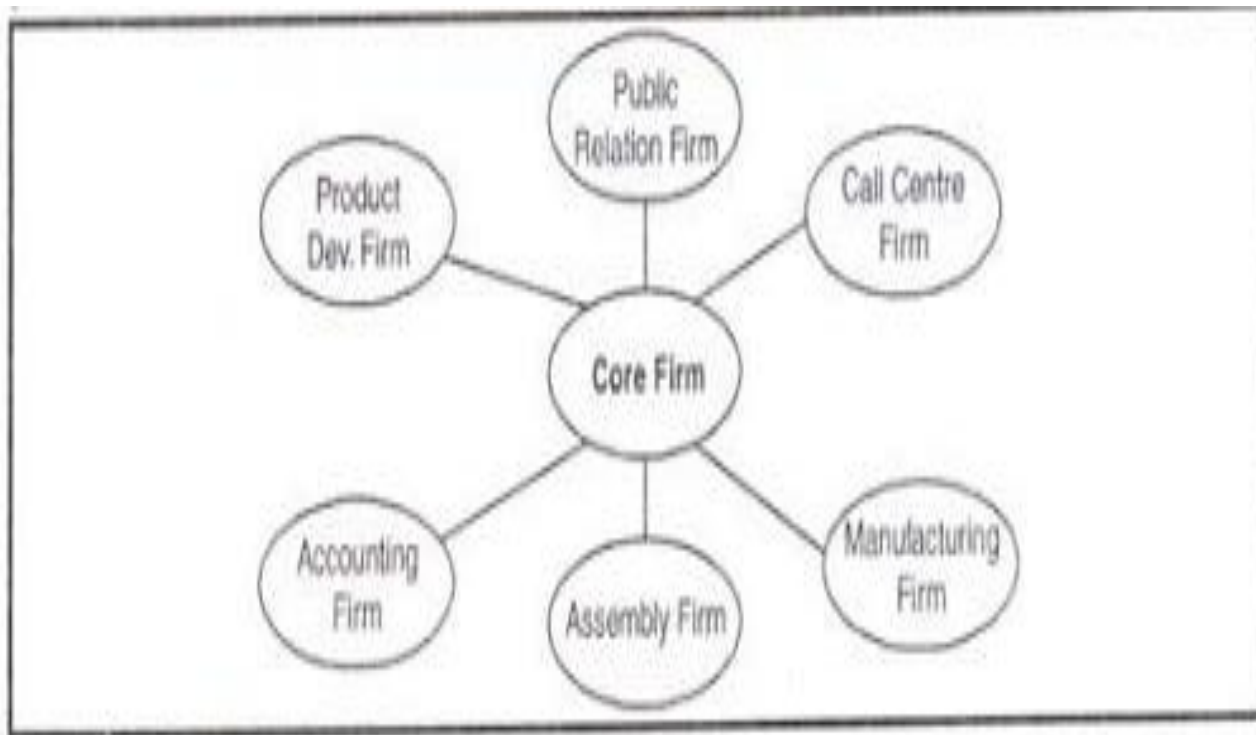 Public
Relation Firm
Product
Dev. Firm
Call Centre
Firm
Core Firm
Accounting
Firm
Assembly Firm
Manufacturing
Firm